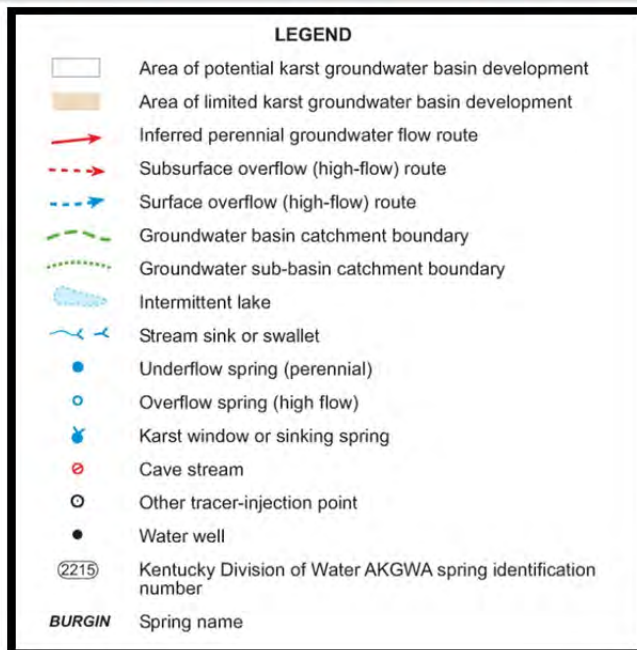 LEGEND
Area of potential karst groundwater basin development
Area of limited karst groundwater basin development
Inferred perennial groundwater flow route
Subsurface overflow (high-flow) route
Surface overflow (high-flow) route
Groundwater basin catchment boundary
Groundwater sub-basin catchment boundary
Intermittent lake
Stream sink or swallet
Underflow spring (perennial)
Overflow spring (high flow)
Karst window or sinking spring
Cave stream
Other tracer-injection point
Water well
2215 Kentucky Division of Water AKGWA spring identification
number
BURGIN Spring name